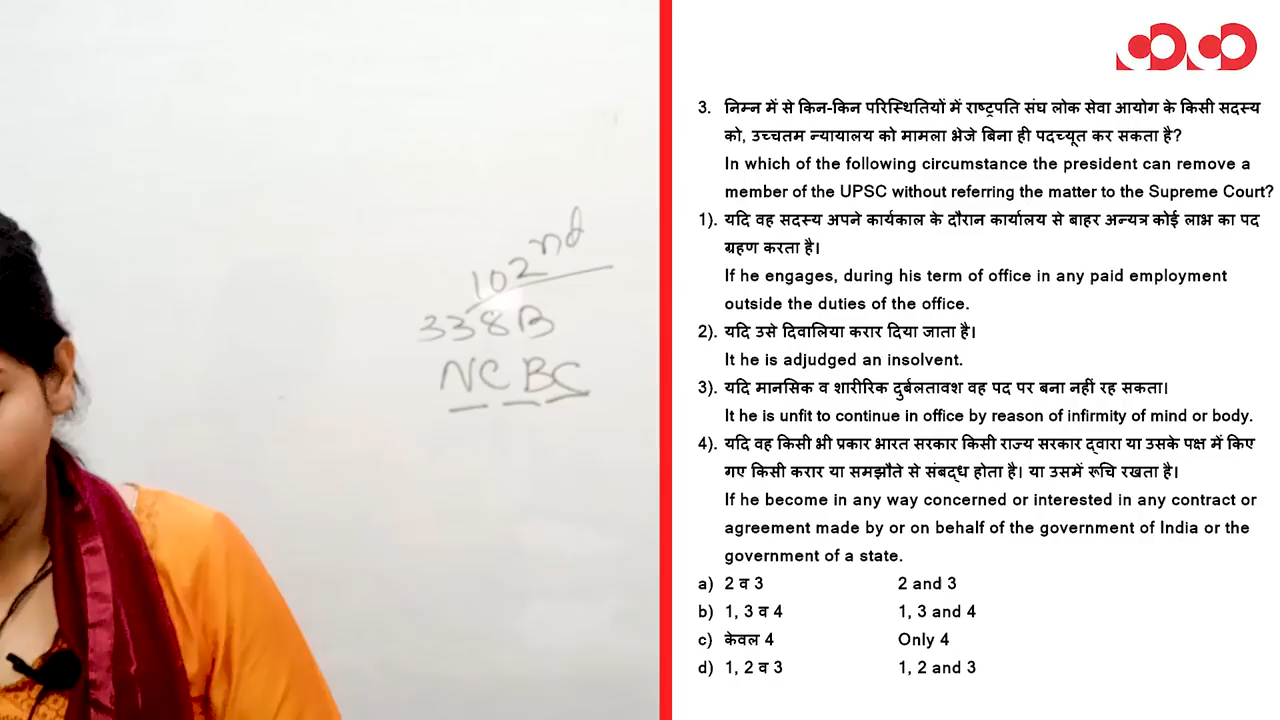 102nd
338B
NCBC
3. निम्न में से किन-किन परिस्थितियों में राष्ट्रपति संघ लोक सेवा आयोग के किसी सदस्य
को, उच्चतम न्यायालय को मामला भेजे बिना ही पदच्यूत कर सकता है?
In which of the following circumstance the president can remove a
member of the UPSC without referring the matter to the Supreme Court?
1). यदि वह सदस्य अपने कार्यकाल के दौरान कार्यालय से बाहर अन्यत्र कोई लाभ का पद
ग्रहण करता है।
If he engages, during his term of office in any paid employment
outside the duties of the office.
2). यदि उसे दिवालिया करार दिया जाता है।
It he is adjudged an insolvent.
3). यदि मानसिक व शारीरिक दुर्बलतावश वह पद पर बना नहीं रह सकता।
It he is unfit to continue in office by reason of infirmity of mind or body.
4). यदि वह किसी भी प्रकार भारत सरकार किसी राज्य सरकार द्वारा या उसके पक्ष में किए
गए किसी करार या समझौते से संबद्ध होता है। या उसमें रूचि रखता है।
If he become in any way concerned or interested in any contract or
agreement made by or on behalf of the government of India or the
government of a state.
a) 2 व 3 2 and 3
b) 1, 3 व 4 1, 3 and 4
c) केवल 4 Only 4
d) 1, 2 व 3 1, 2 and 3